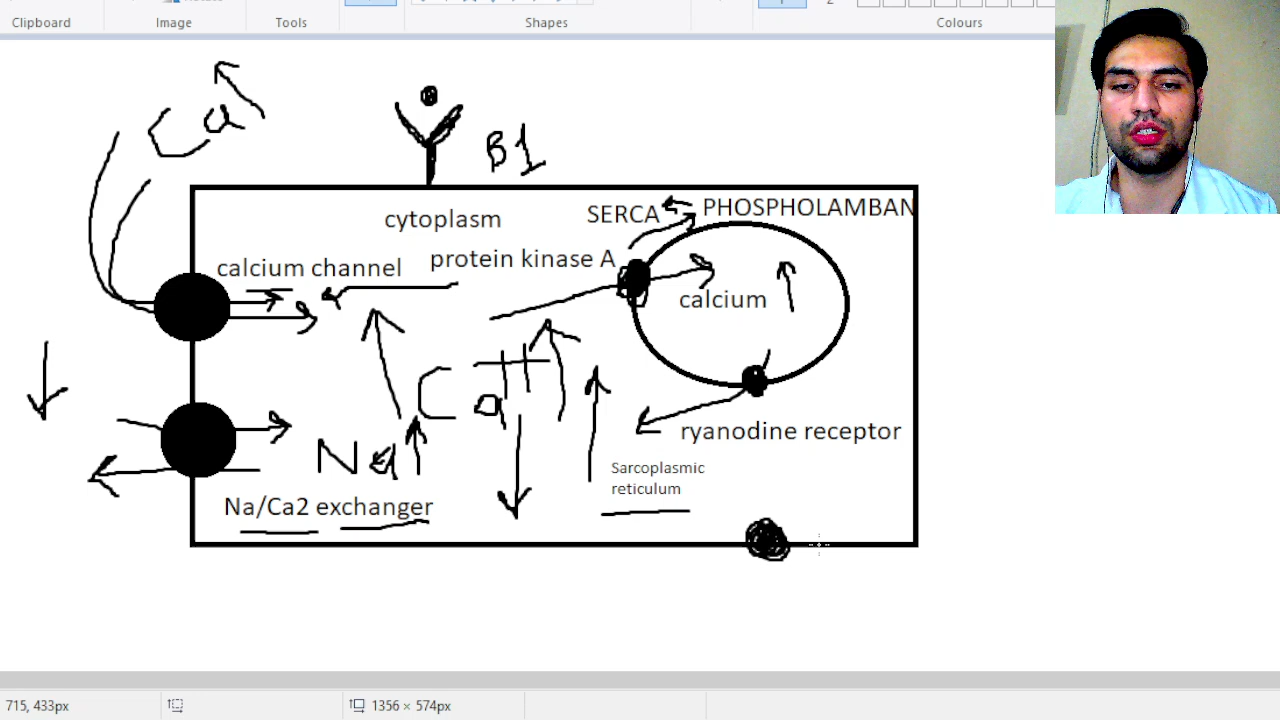 Clipboard
Image
Tools
Shapes
Colours
Ca
B1
cytoplasm
SERCA
PHOSPHOLAMBAN
protein kinase A
calcium channel
calcium
Ca++
Na
ryanodine receptor
Sarcoplasmic
reticulum
Na/Ca2 exchanger
715, 433px
1356 × 574px